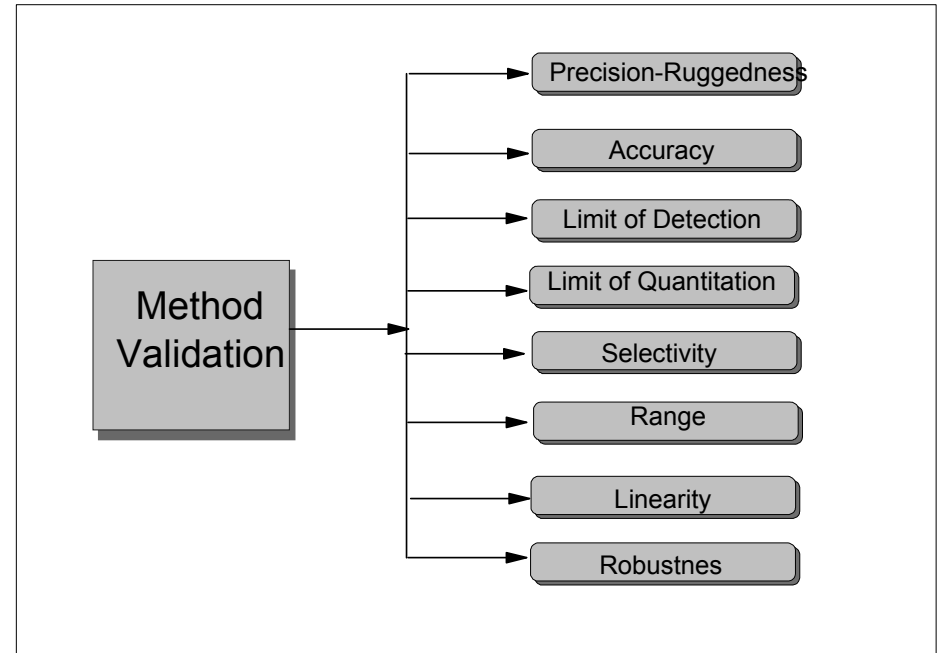 Method
Validation
Precision-Ruggedness
Accuracy
Limit of Detection
Limit of Quantitation
Selectivity
Range
Linearity
Robustnes